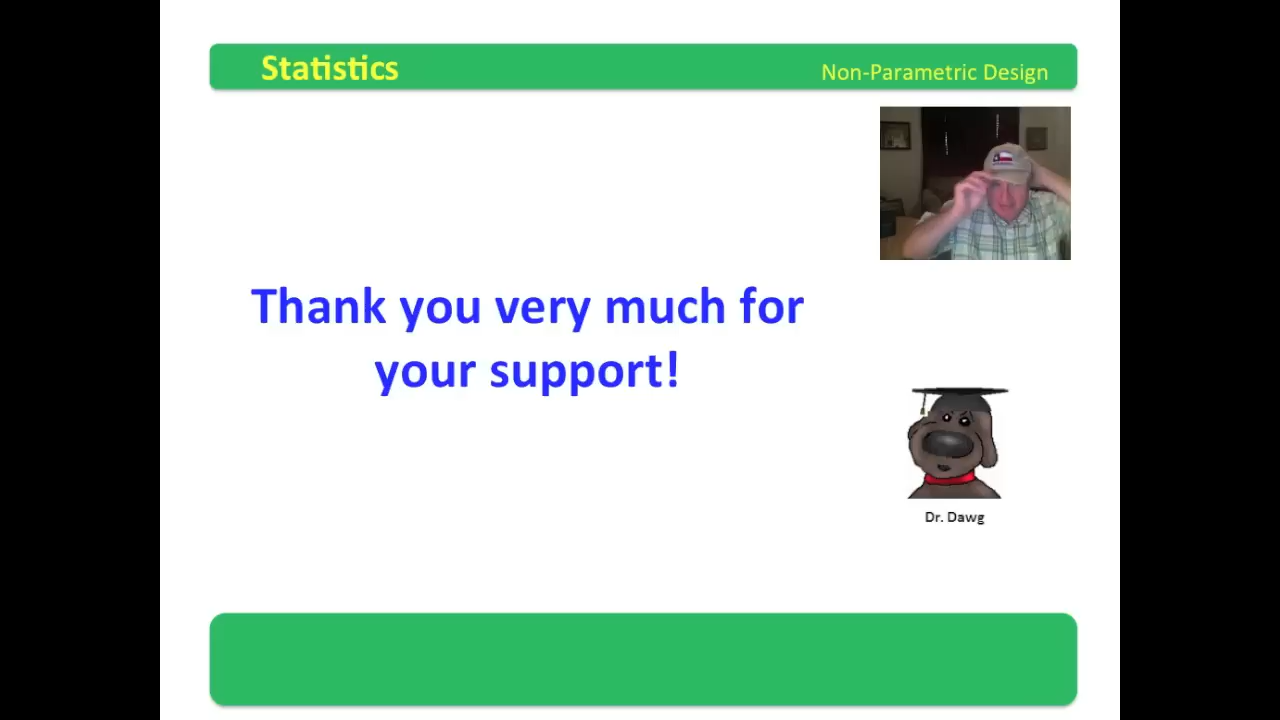 Statistics
Non-Parametric Design
Thank you very much for
your support!
Dr. Dawg